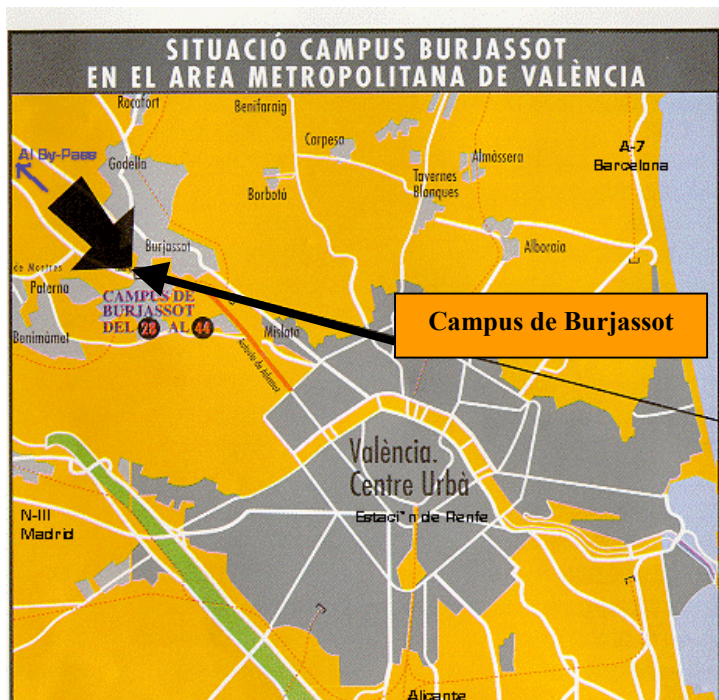 SITUACIÓ CAMPUS BURJASSOT
EN EL AREA METROPOLITANA DE VALÈNCIA
Rocafort
Benifaraig
Carpesa
A-7
Barcelona
Al By-Pass
Godella
Tavernes
Blanques
Almàssera
Borbotó
Burjassot
Alboraia
Paterna
CAMPUS DE
BURJASSOT
DEL 28 AL 44
Campus de Burjassot
Benimàmet
Mislata
València.
Centre Urbà
N-III
Madrid
Estaci"n de Renfe
Alicante